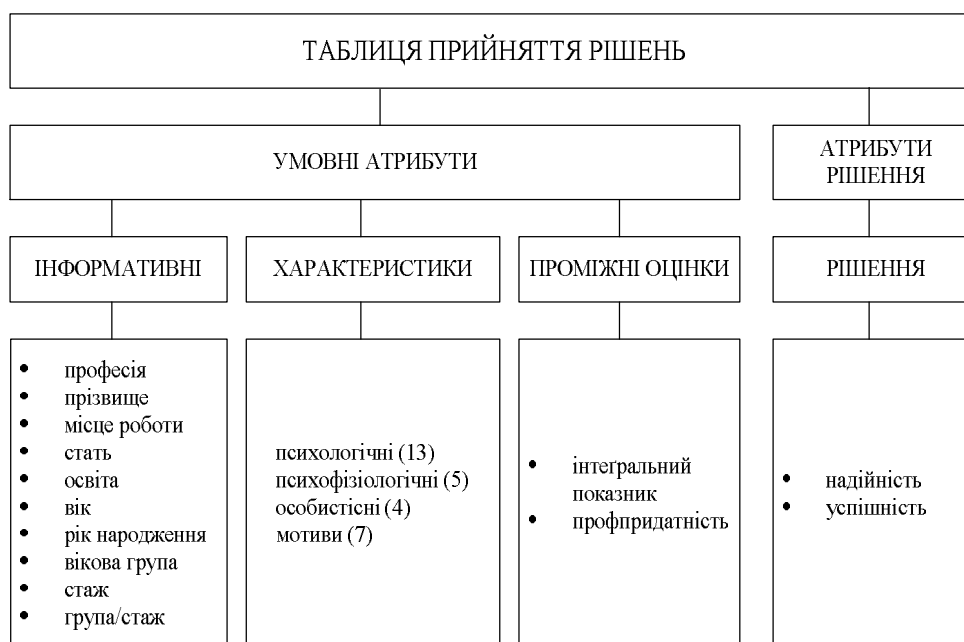 ТАБЛИЦЯ ПРИЙНЯТТЯ РІШЕНЬ
УМОВНІ АТРИБУТИ
АТРИБУТИ
РІШЕННЯ
ІНФОРМАТИВНІ
ХАРАКТЕРИСТИКИ
ПРОМІЖНІ ОЦІНКИ
РІШЕННЯ
• професія
• прізвище
• місце роботи
• стать
• освіта
• вік
• рік народження
• вікова група
• стаж
• група/стаж
психологічні (13)
психофізіологічні (5)
особистісні (4)
мотиви (7)
• інтеґральний
показник
• профпридатність
• надійність
• успішність